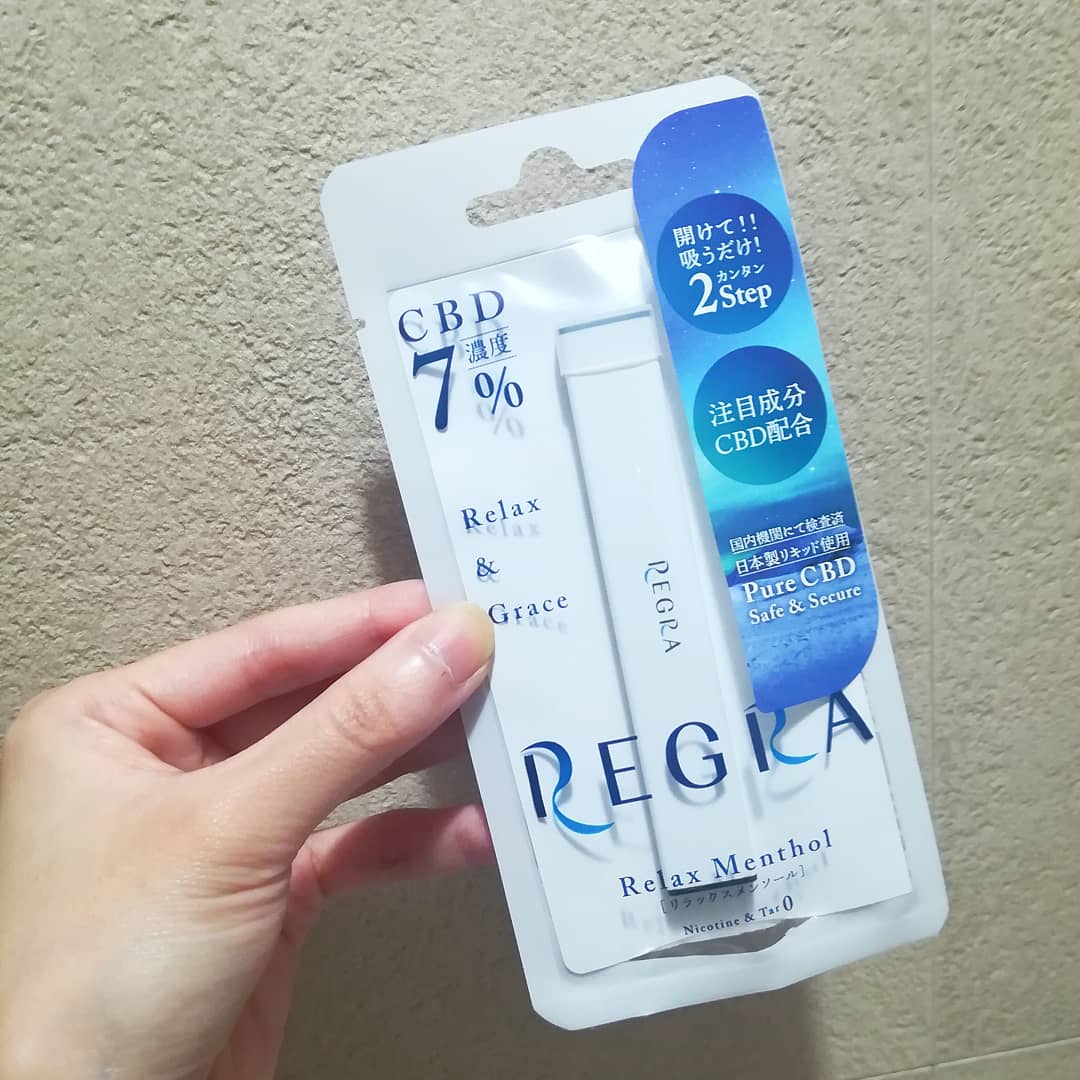 開けて!!
吸うだけ!
カンタン
2Step
注目成分
CBD配合
国内機関にて検査済
日本製リキッド使用
Pure CBD
Safe & Secure
CBD
濃度
7%
Relax
&
Grace
REGRA
REGRA
Relax Menthol
[リラックスメンソール]
Nicotine & Tar 0